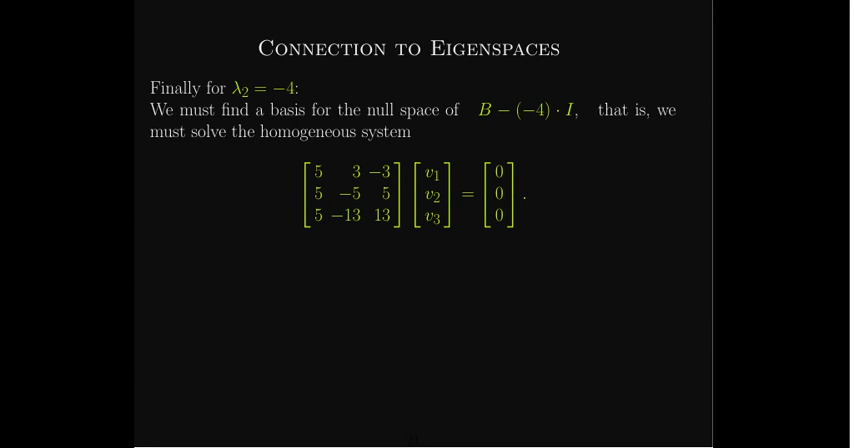 Connection to Eigenspaces
Finally for λ₂ = −4:
We must find a basis for the null space of B − (−4) · I, that is, we
must solve the homogeneous system
[5 3 −3] [v₁] [0]
[5 −5 5] [v₂] = [0] .
[5 −13 13] [v₃] [0]